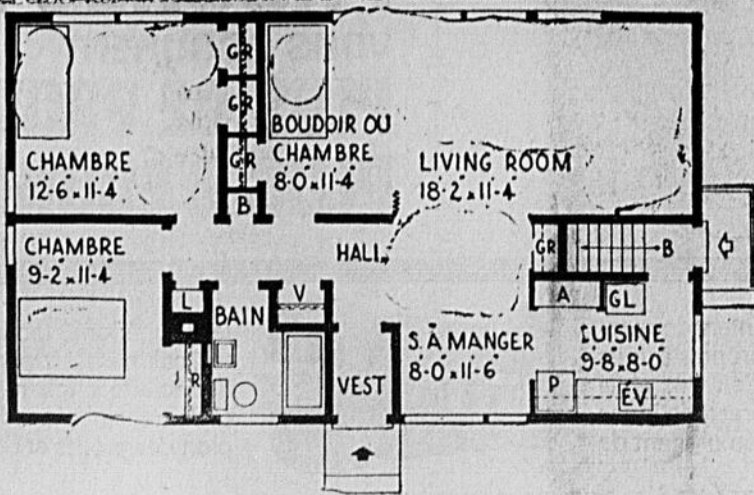 GR
GR
GR
B
CHAMBRE
12-6 x 11-4
BOUDOIR OU
CHAMBRE
8-0 x 11-4
LIVING ROOM
18-2 x 11-4
CHAMBRE
9-2 x 11-4
HALL
GR
B
L
BAIN
V
A
GL
S. À MANGER
8-0 x 11-6
CUISINE
9-8 x 8-0
VEST
R
P
ÉV